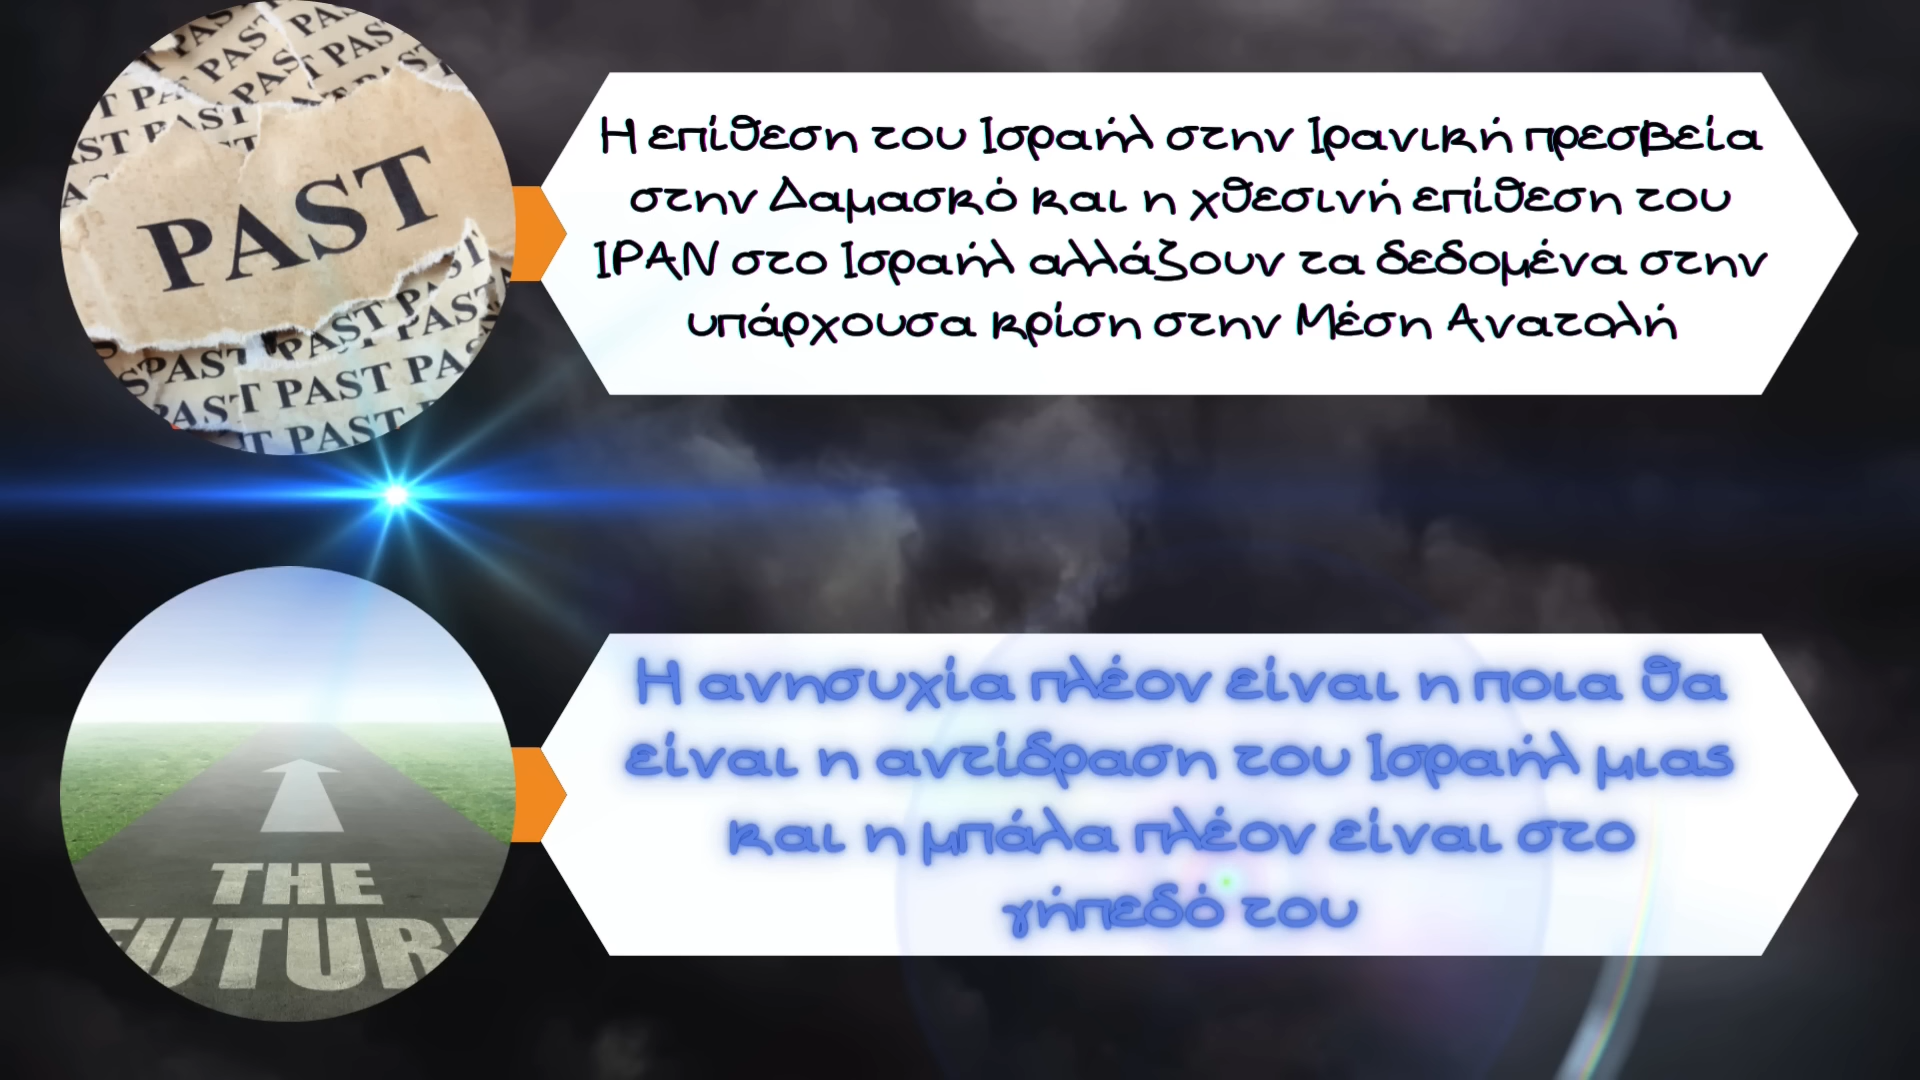 PAST
Η επίθεση του Ισραήλ στην Ιρανική πρεσβεία
στην Δαμασκό και η χθεσινή επίθεση του
ΙΡΑΝ στο Ισραήλ αλλάζουν τα δεδομένα στην
υπάρχουσα κρίση στην Μέση Ανατολή
Η ανησυχία πλέον είναι η ποια θα
είναι η αντίδραση του Ισραήλ μιας
και η μπάλα πλέον είναι στο
γήπεδό του
THE
FUTUR